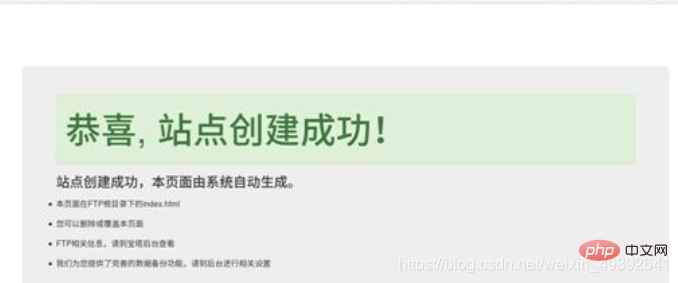 恭喜, 站点创建成功！
站点创建成功，本页面由系统自动生成。
本页面在FTP根目录下的index.html
您可以删除或覆盖本页面
FTP相关信息，请到宝塔后台查看
我们为您提供了完善的数据备份功能，请到后台进行相关设置
php 中文网
https://blog.csdn.net/weixin_49392641